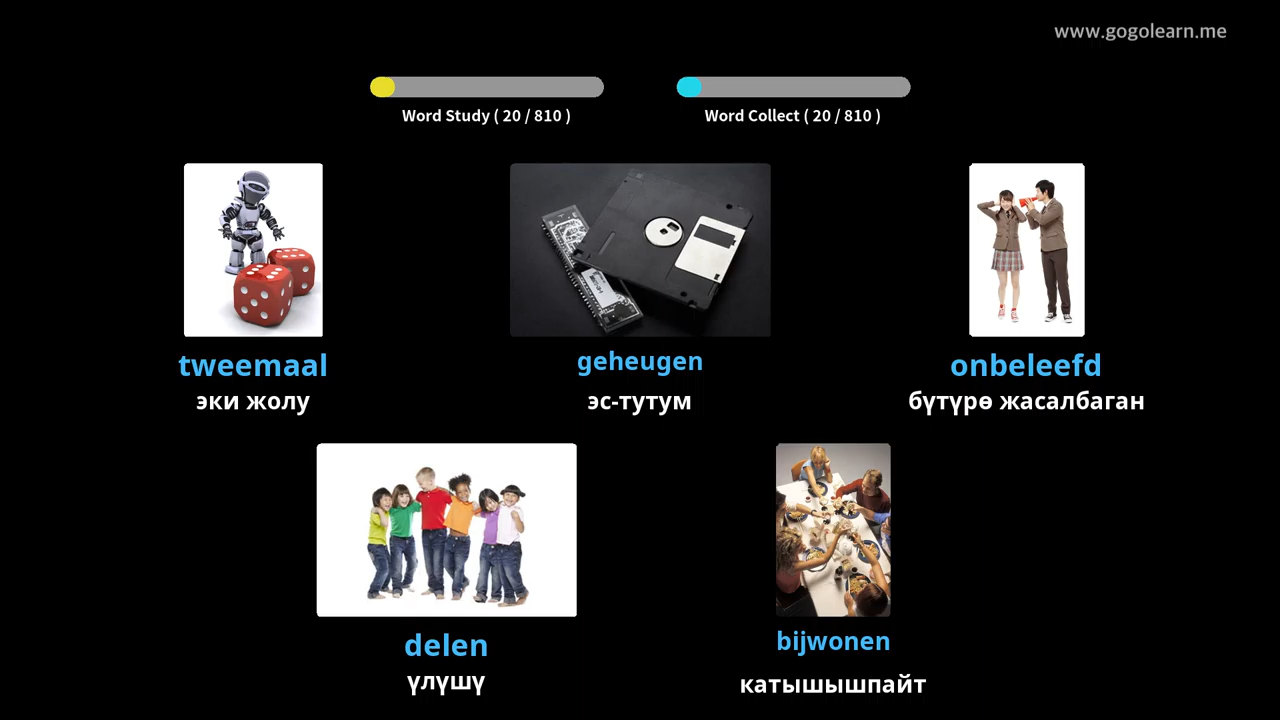 www.gogolearn.me
Word Study ( 20 / 810 )
Word Collect ( 20 / 810 )
tweemaal
эки жолу
geheugen
эс-тутум
onbeleefd
бүтүрө жасалбаган
delen
үлүшү
bijwonen
катышышпайт